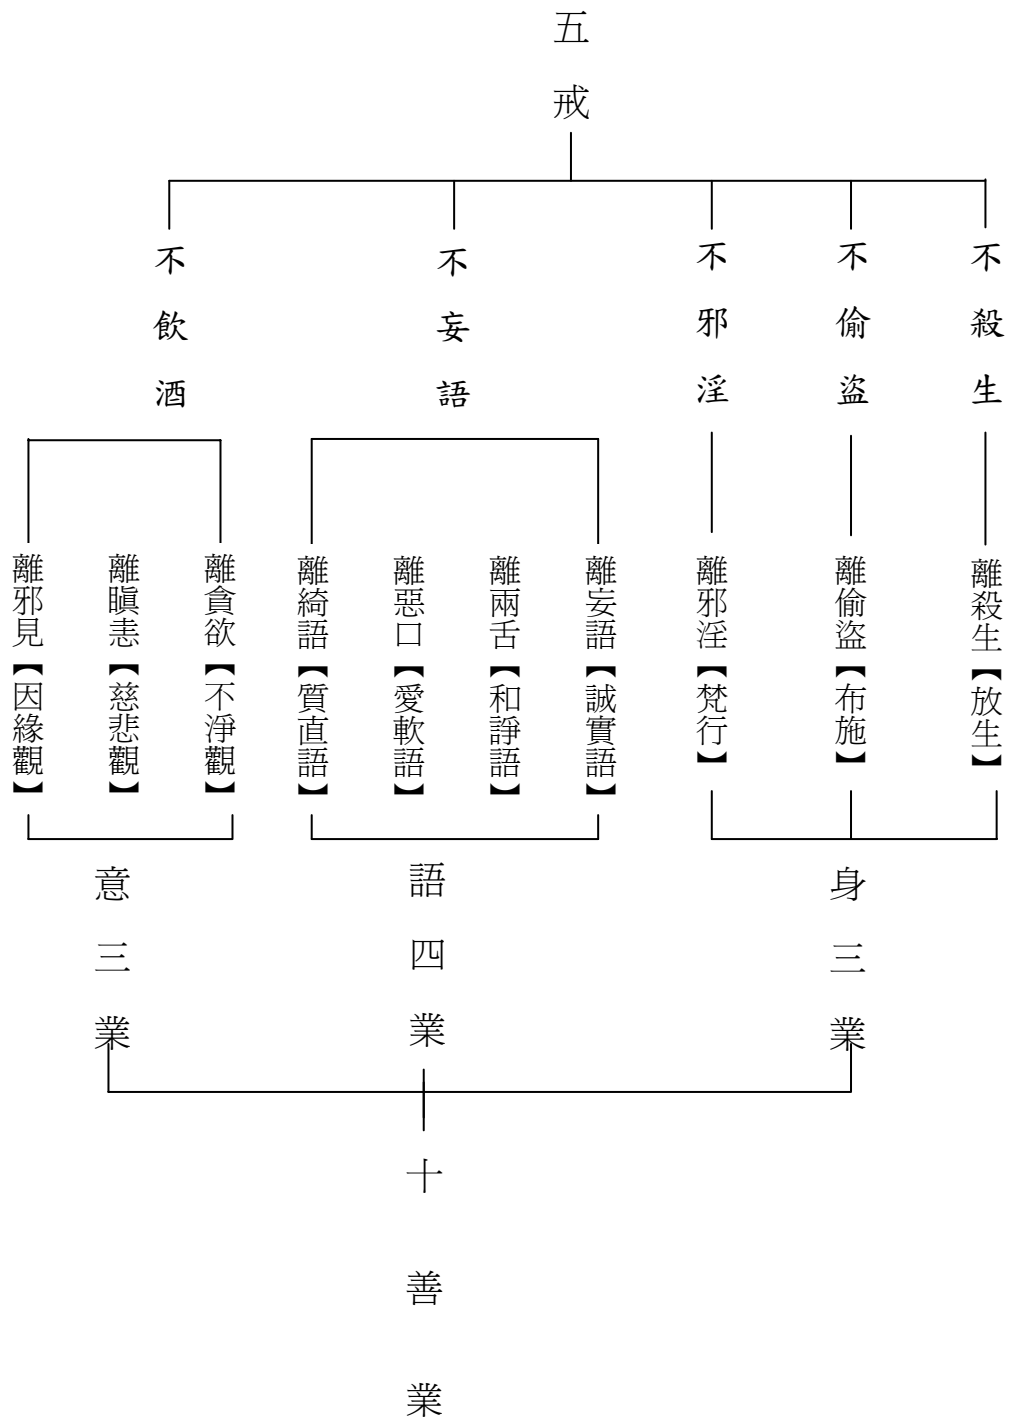 五戒
不殺生
不偷盜
不邪淫
不妄語
不飲酒
離殺生【放生】
離偷盜【布施】
離邪淫【梵行】
離妄語【誠實語】
離兩舌【和諍語】
離惡口【愛軟語】
離綺語【質直語】
離貪欲【不淨觀】
離瞋恚【慈悲觀】
離邪見【因緣觀】
身三業
語四業
意三業
十善業